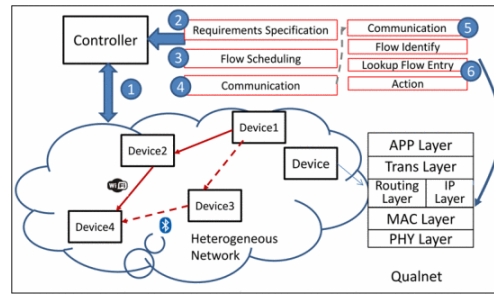 2
Requirements Specification
Communication
5
Controller
Flow Identify
3
Flow Scheduling
Lookup Flow Entry
6
4
Communication
Action
1
Device1
Device2
Device
APP Layer
Trans Layer
WiFi
Routing Layer
IP Layer
Device3
Device4
MAC Layer
Heterogeneous
Network
PHY Layer
Qualnet